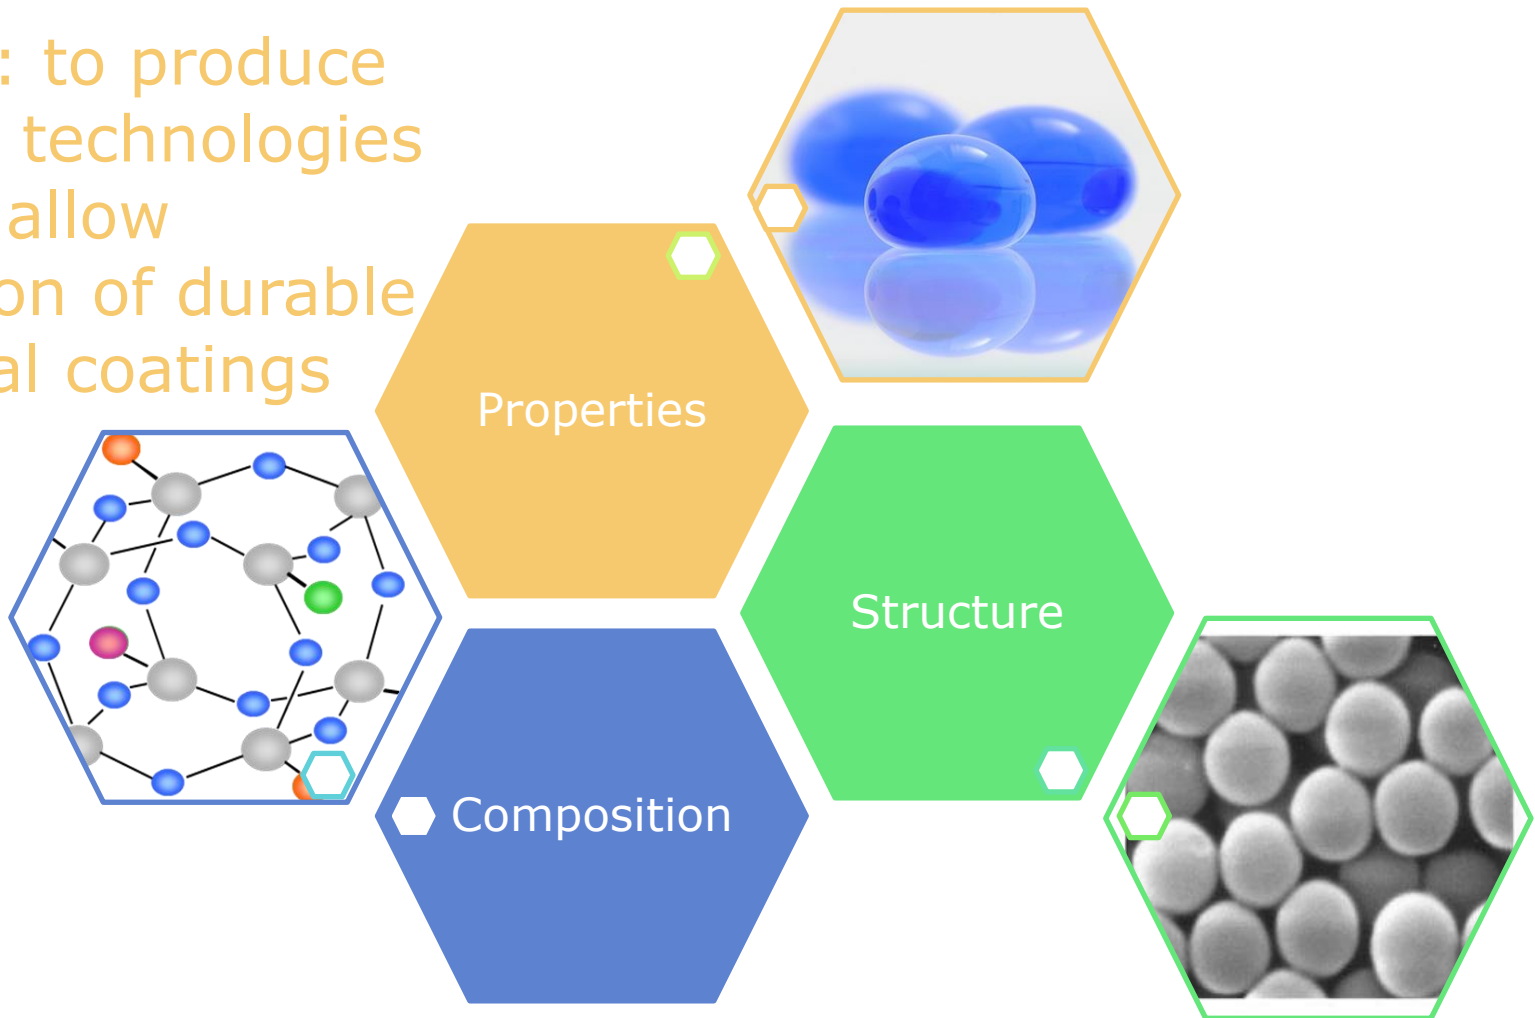 : to produce
technologies
allow
on of durable
al coatings
Properties
Structure
Composition